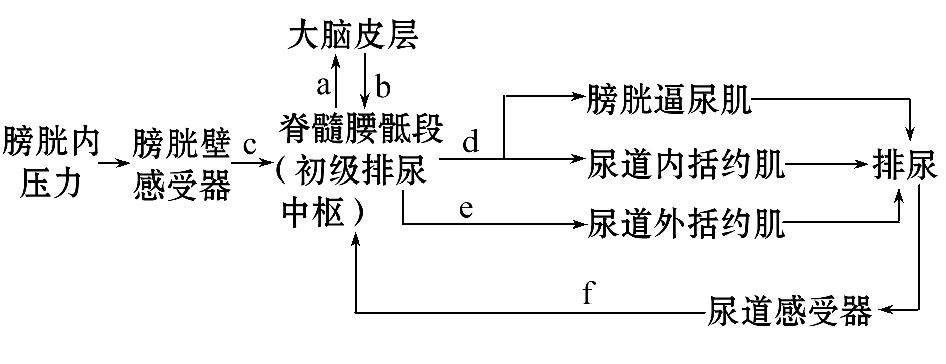 大脑皮层
a b
膀胱内
压力
膀胱壁
感受器
c
脊髓腰骶段
(初级排尿
中枢)
d
膀胱逼尿肌
尿道内括约肌
排尿
e
尿道外括约肌
f
尿道感受器